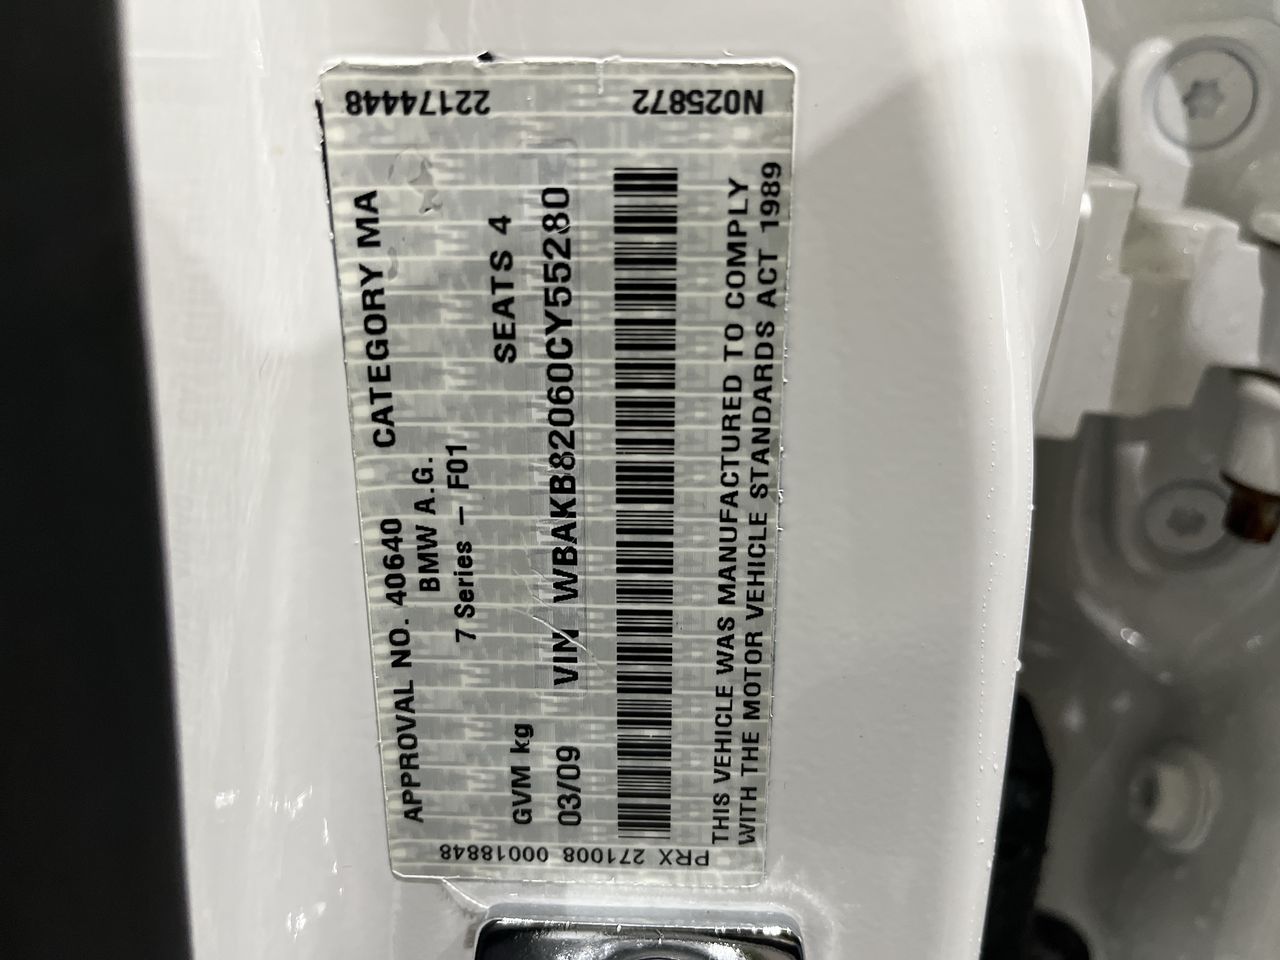 APPROVAL NO. 40640 CATEGORY MA
BMW A.G.
7 Series – F01
GVM kg SEATS 4
03/09 VIN WBAKB82060CY55280
THIS VEHICLE WAS MANUFACTURED TO COMPLY
WITH THE MOTOR VEHICLE STANDARDS ACT 1989
N025872 22174448
PRX 271008 00018848